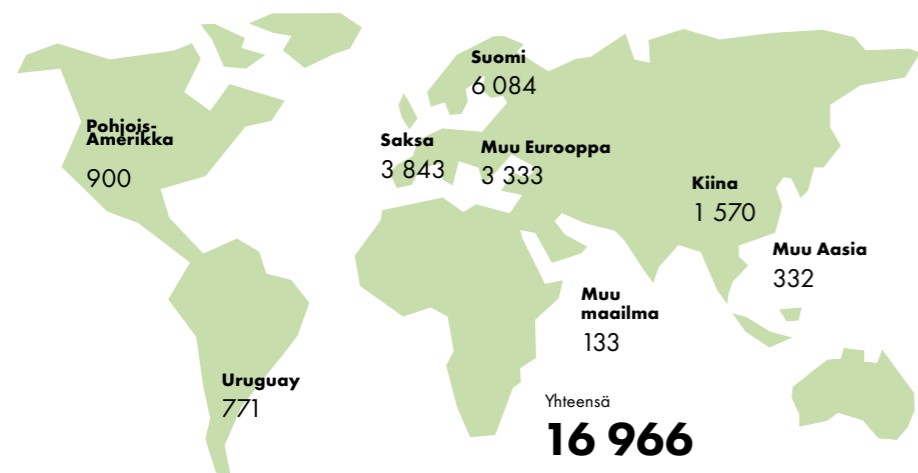 Suomi
6 084
Pohjois-
Amerikka
900
Saksa
3 843
Muu Eurooppa
3 333
Kiina
1 570
Muu Aasia
332
Muu
maailma
133
Uruguay
771
Yhteensä
16 966